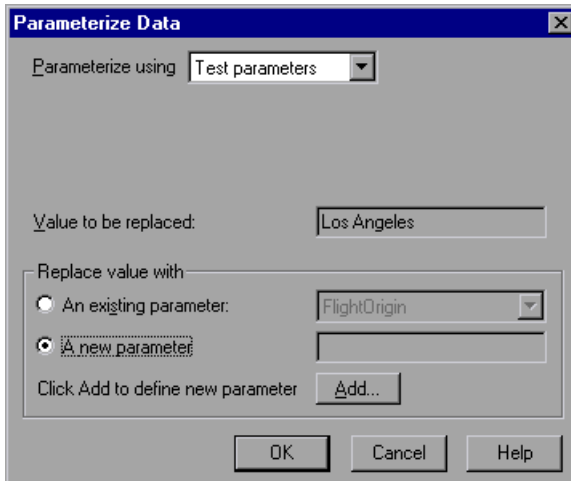 Parameterize Data
Parameterize using Test parameters
Value to be replaced: Los Angeles
Replace value with
An existing parameter: FlightOrigin
A new parameter
Click Add to define new parameter Add...
OK Cancel Help